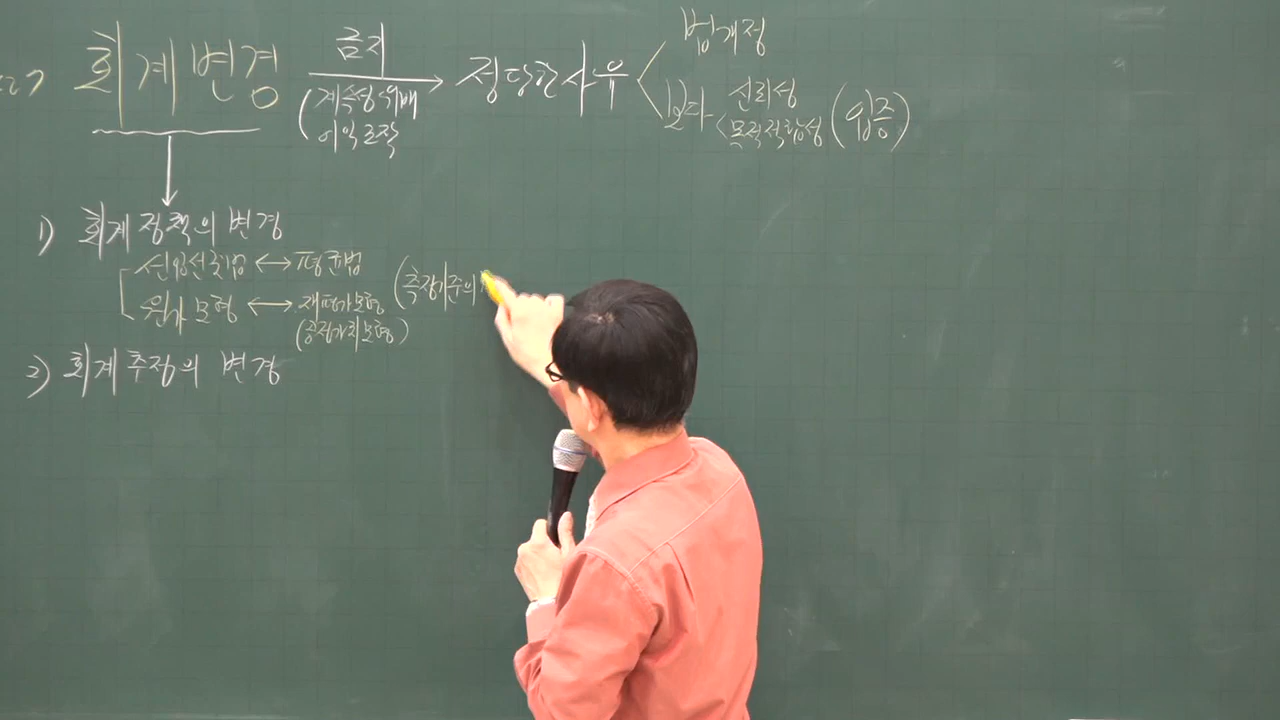 회계변경
금지
계속성 위배
이익조작
정당한 사유
법개정
보다
신뢰성
목적적합성
(입증)
1) 회계정책의 변경
선입선출법 ↔ 평균법
원가모형 ↔ 재평가모형
(공정가치모형)
(측정기준의
2) 회계추정의 변경